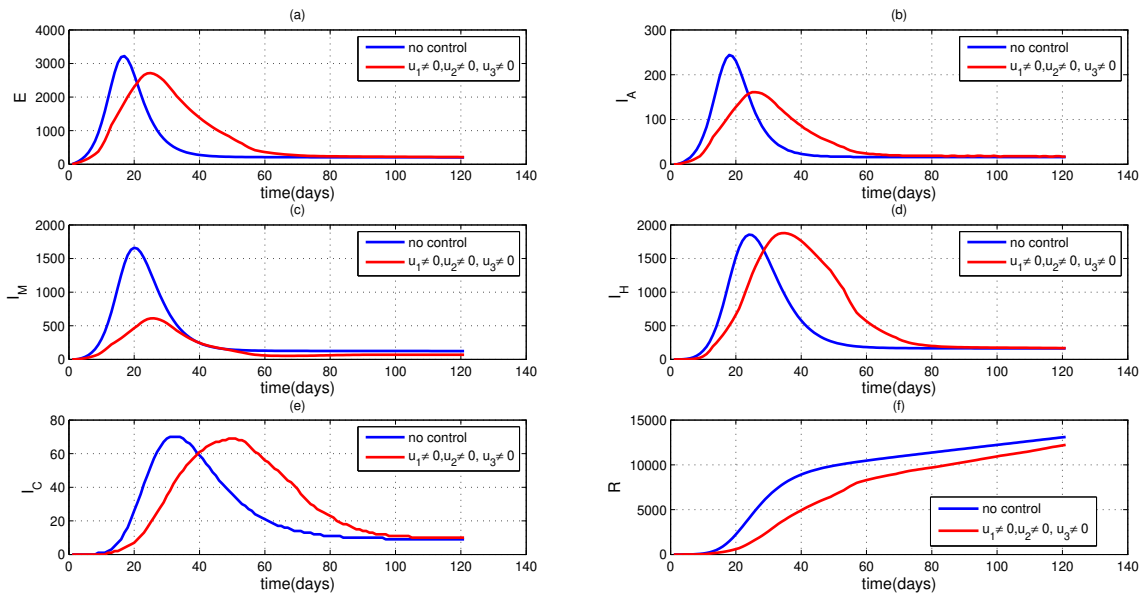 (a)
4000
3000
2000
1000
0
E
no control
u₁≠ 0,u₂≠ 0, u₃≠ 0
0 20 40 60 80 100 120 140
time(days)
(b)
300
200
100
0
I_A
no control
u₁≠ 0,u₂≠ 0, u₃≠ 0
0 20 40 60 80 100 120 140
time(days)
(c)
2000
1500
1000
500
0
I_M
no control
u₁≠ 0,u₂≠ 0, u₃≠ 0
0 20 40 60 80 100 120 140
time(days)
(d)
2000
1500
1000
500
0
I_H
no control
u₁≠ 0,u₂≠ 0, u₃≠ 0
0 20 40 60 80 100 120 140
time(days)
(e)
80
60
40
20
0
I_C
no control
u₁≠ 0,u₂≠ 0, u₃≠ 0
0 20 40 60 80 100 120 140
time(days)
(f)
15000
10000
5000
0
R
no control
u₁≠ 0,u₂≠ 0, u₃≠ 0
0 20 40 60 80 100 120 140
time(days)